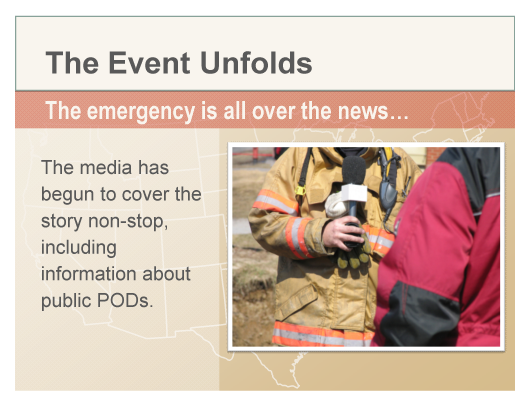 The Event Unfolds
The emergency is all over the news…
The media has
begun to cover the
story non-stop,
including
information about
public PODs.